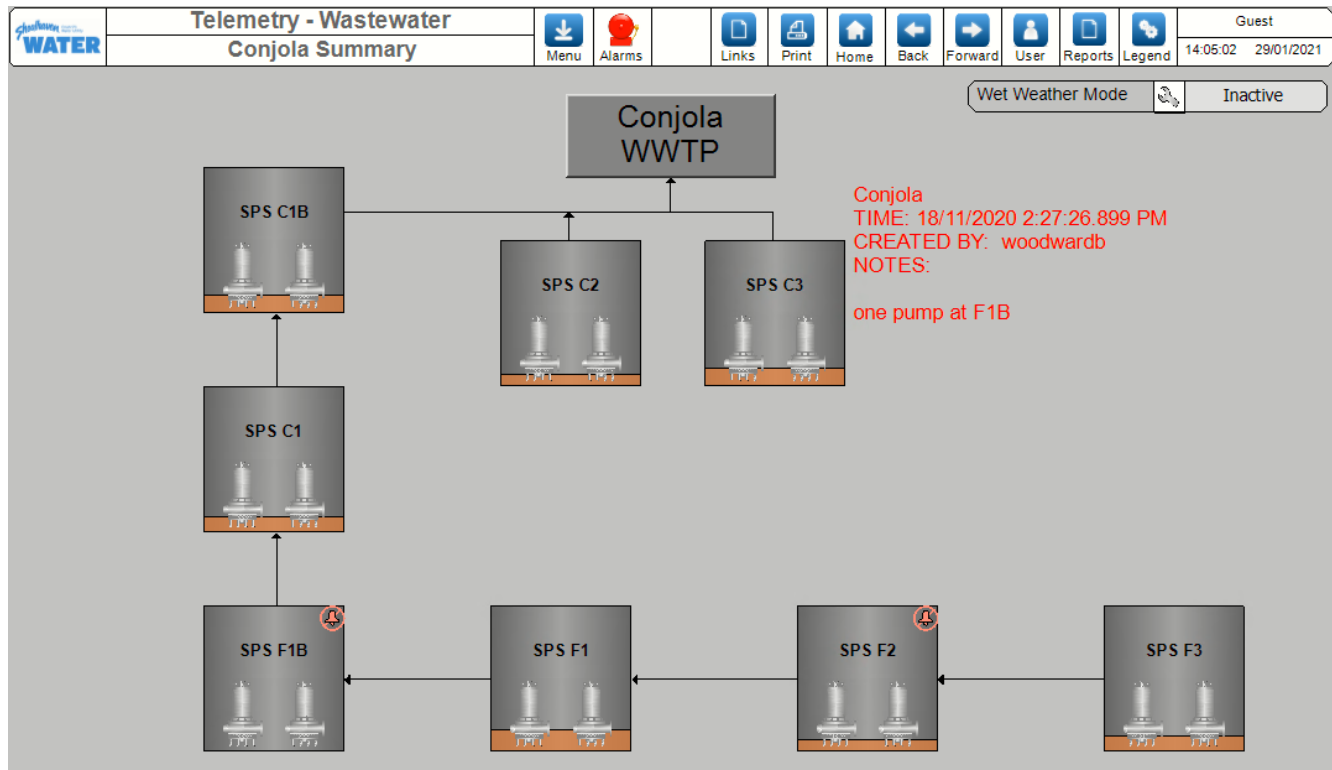 Shoalhaven
WATER
Telemetry - Wastewater
Conjola Summary
Menu
Alarms
Links
Print
Home
Back
Forward
User
Reports
Legend
Guest
14:05:02 29/01/2021
Wet Weather Mode
Inactive
Conjola
WWTP
SPS C1B
SPS C2
SPS C3
Conjola
TIME: 18/11/2020 2:27:26.899 PM
CREATED BY: woodwardb
NOTES:
one pump at F1B
SPS C1
SPS F1B
SPS F1
SPS F2
SPS F3